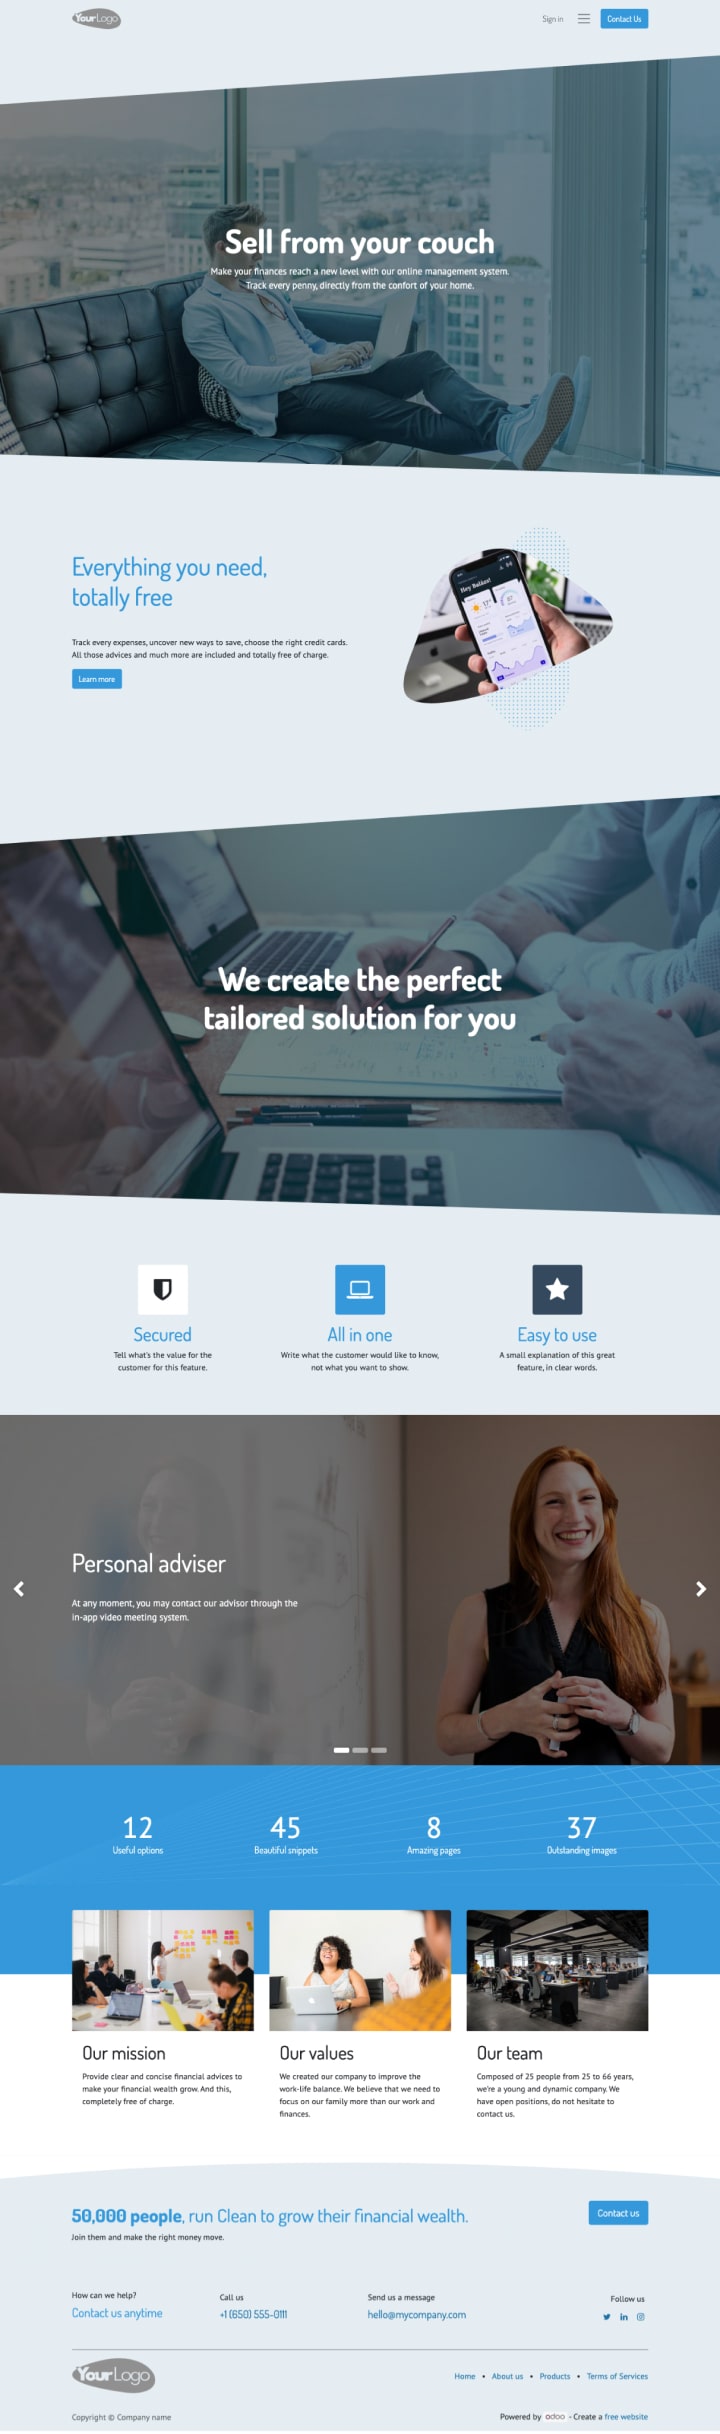 YourLogo
Sign in
Contact Us
Sell from your couch
Make your finances reach a new level with our online management system.
Track every penny, directly from the confort of your home.
Everything you need,
totally free
Track every expenses, uncover new ways to save, choose the right credit cards.
All those advices and much more are included and totally free of charge.
Learn more
Hey Balázs!
We create the perfect
tailored solution for you
Secured
Tell what's the value for the
customer for this feature.
All in one
Write what the customer would like to know,
not what you want to show.
Easy to use
A small explanation of this great
feature, in clear words.
Personal adviser
At any moment, you may contact our advisor through the
in-app video meeting system.
12
Useful options
45
Beautiful snippets
8
Amazing pages
37
Outstanding images
Our mission
Provide clear and concise financial advices to
make your financial wealth grow. And this,
completely free of charge.
Our values
We created our company to improve the
work-life balance. We believe that we need to
focus on our family more than our work and
finances.
Our team
Composed of 25 people from 25 to 66 years,
we're a young and dynamic company. We
have open positions, do not hesitate to
contact us.
50,000 people, run Clean to grow their financial wealth.
Join them and make the right money move.
Contact us
How can we help?
Contact us anytime
Call us
+1 (650) 555-0111
Send us a message
hello@mycompany.com
Follow us
YourLogo
Home • About us • Products • Terms of Services
Copyright © Company name
Powered by odoo - Create a free website